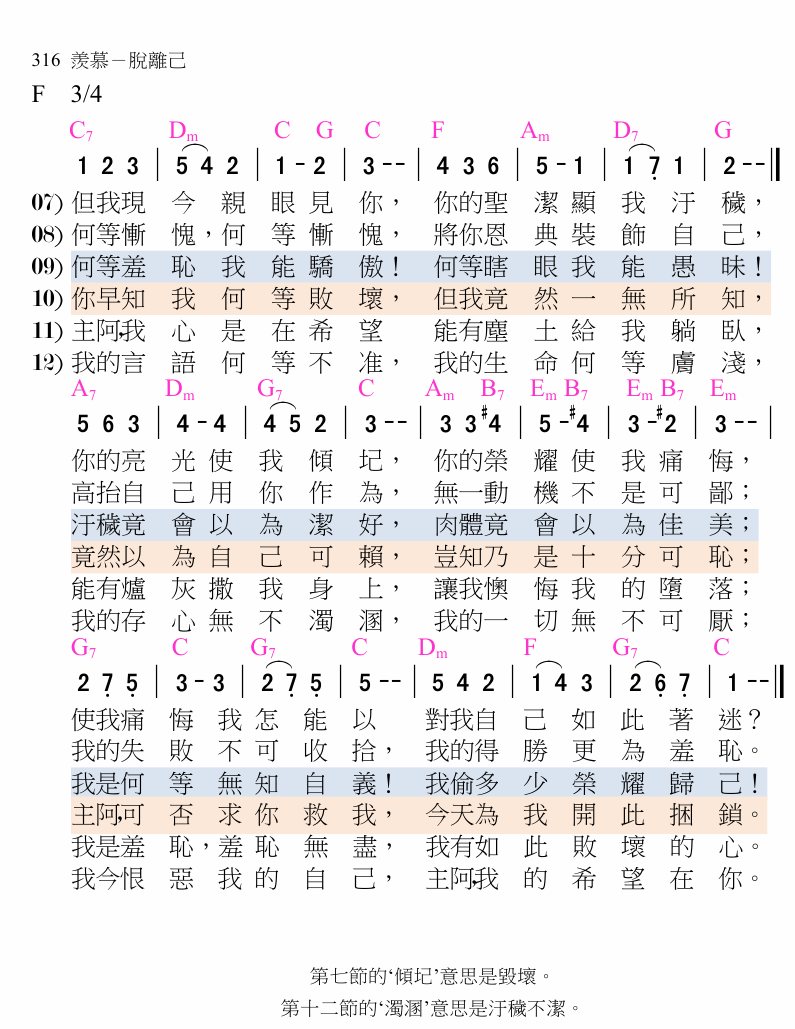 316 羨慕－脫離己
F 3/4
C7 Dm C G C F Am D7 G
1 2 3 | 5 4 2 | 1 - 2 | 3 - - | 4 3 6 | 5 - 1 | 1 7 1 | 2 - - ‖
07) 但我現今親眼見你，你的聖潔顯我汙穢，
08) 何等慚愧，何等慚愧，將你恩典裝飾自己，
09) 何等羞恥我能驕傲！何等瞎眼我能愚昧！
10) 你早知我何等敗壞，但我竟然一無所知，
11) 主阿，我心是在希望能有塵土給我躺臥，
12) 我的言語何等不准，我的生命何等膚淺，
A7 Dm G7 C Am B7 Em B7 Em B7 Em
5 6 3 | 4 - 4 | 4 5 2 | 3 - - | 3 3 #4 | 5 - #4 | 3 - #2 | 3 - - |
你的亮光使我傾圮，你的榮耀使我痛悔，
高抬自己用你作為，無一動機不是可鄙；
汙穢竟會以為潔好，肉體竟會以為佳美；
竟然以為自己可賴，豈知乃是十分可恥；
能有爐灰撒我身上，讓我懊悔我的墮落；
我的存心無不濁溷，我的一切無不可厭；
G7 C G7 C Dm F G7 C
2 7 5 | 3 - 3 | 2 7 5 | 5 - - | 5 4 2 | 1 4 3 | 2 6 7 | 1 - - ‖
使我痛悔我怎能以對我自己如此著迷？
我的失敗不可收拾，我的得勝更為羞恥。
我是何等無知自義！我偷多少榮耀歸己！
主阿，可否求你救我，今天為我開此捆鎖。
我是羞恥，羞恥無盡，我有如此敗壞的心。
我今恨惡我的自己，主阿，我的希望在你。
第七節的‘傾圮’意思是毀壞。
第十二節的‘濁溷’意思是汙穢不潔。